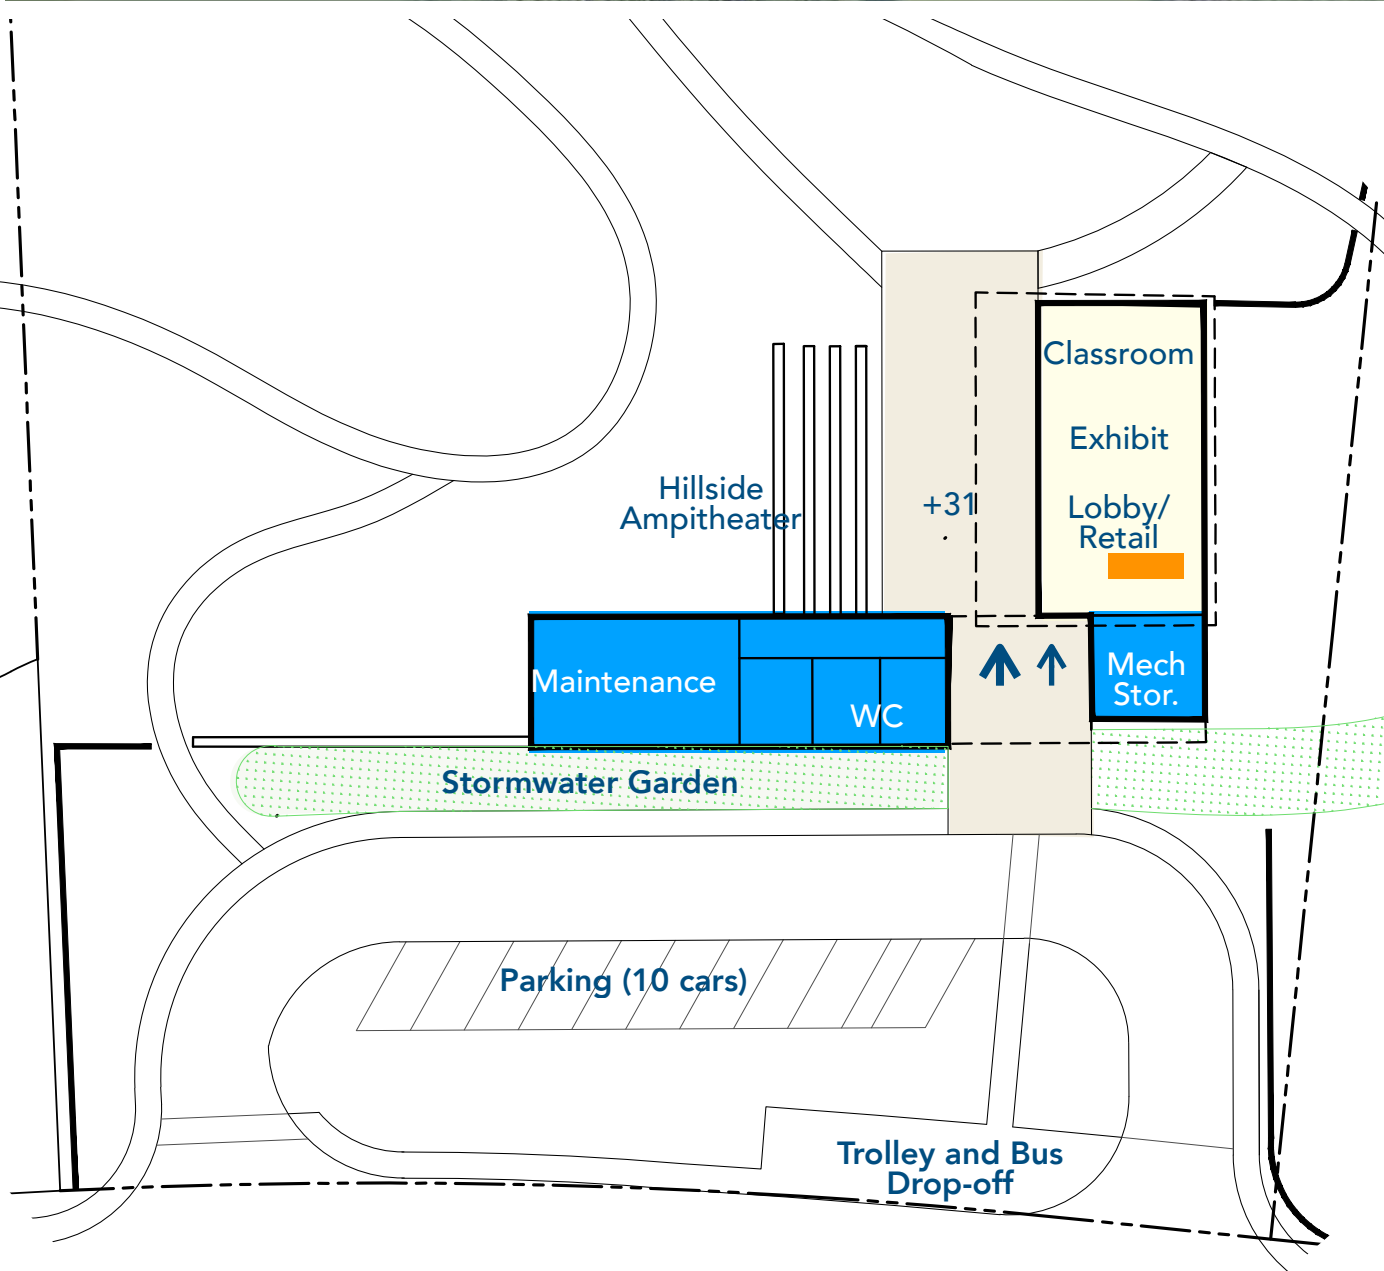 Classroom
Exhibit
Hillside
Ampitheater
+31
Lobby/
Retail
Maintenance
WC
Mech
Stor.
Stormwater Garden
Parking (10 cars)
Trolley and Bus
Drop-off